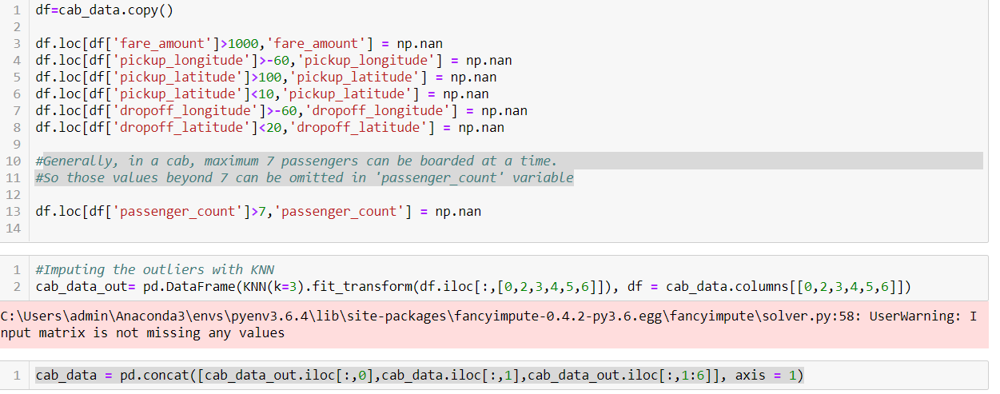 1 df=cab_data.copy()
2
3 df.loc[df['fare_amount']>1000,'fare_amount'] = np.nan
4 df.loc[df['pickup_longitude']>-60,'pickup_longitude'] = np.nan
5 df.loc[df['pickup_latitude']>100,'pickup_latitude'] = np.nan
6 df.loc[df['pickup_latitude']<10,'pickup_latitude'] = np.nan
7 df.loc[df['dropoff_longitude']>-60,'dropoff_longitude'] = np.nan
8 df.loc[df['dropoff_latitude']<20,'dropoff_latitude'] = np.nan
9
10 #Generally, in a cab, maximum 7 passengers can be boarded at a time.
11 #So those values beyond 7 can be omitted in 'passenger_count' variable
12
13 df.loc[df['passenger_count']>7,'passenger_count'] = np.nan
14
1 #Imputing the outliers with KNN
2 cab_data_out= pd.DataFrame(KNN(k=3).fit_transform(df.iloc[:,[0,2,3,4,5,6]]), df = cab_data.columns[[0,2,3,4,5,6]])
C:\Users\admin\Anaconda3\envs\pyenv3.6.4\lib\site-packages\fancyimpute-0.4.2-py3.6.egg\fancyimpute\solver.py:58: UserWarning: I
nput matrix is not missing any values
1 cab_data = pd.concat([cab_data_out.iloc[:,0],cab_data.iloc[:,1],cab_data_out.iloc[:,1:6]], axis = 1)